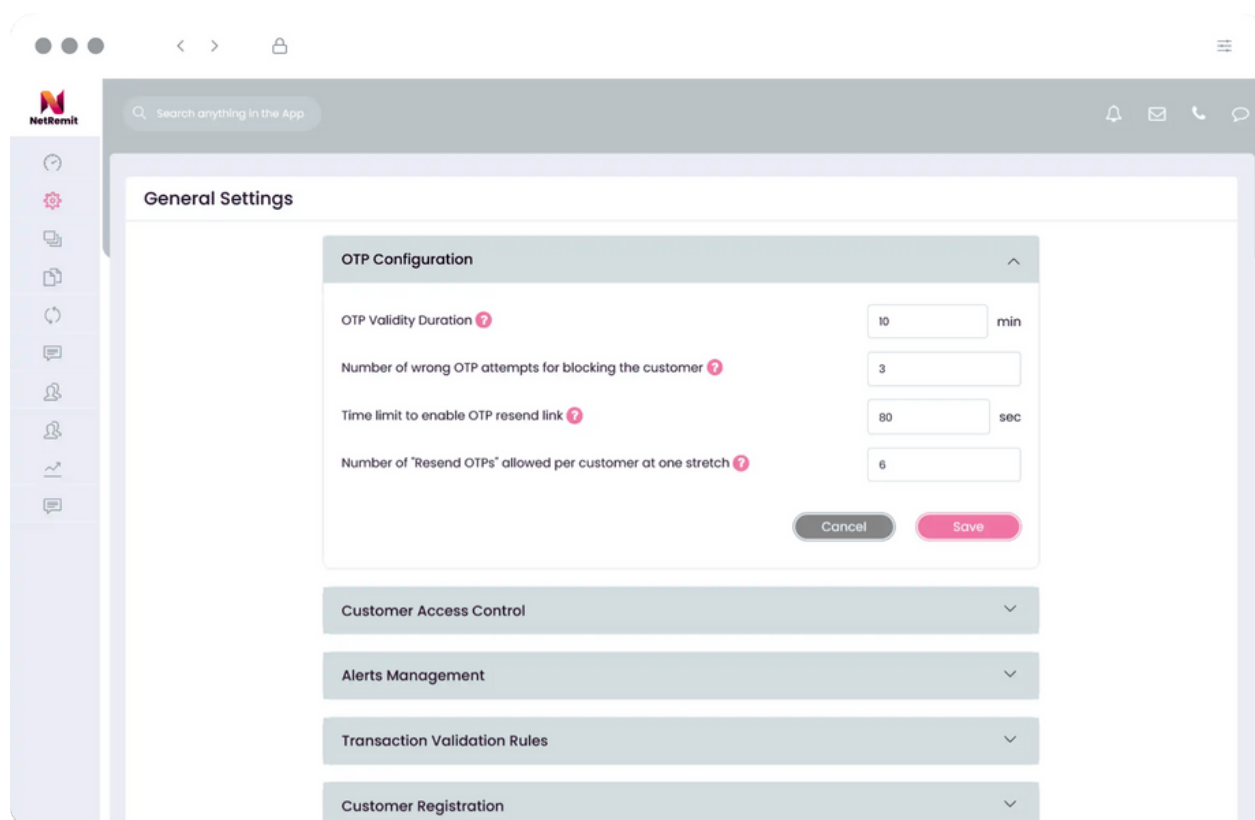 NetRemit
Search anything in the App
General Settings
OTP Configuration
OTP Validity Duration ?
10 min
Number of wrong OTP attempts for blocking the customer ?
3
Time limit to enable OTP resend link ?
80 sec
Number of "Resend OTPs" allowed per customer at one stretch ?
6
Cancel Save
Customer Access Control
Alerts Management
Transaction Validation Rules
Customer Registration